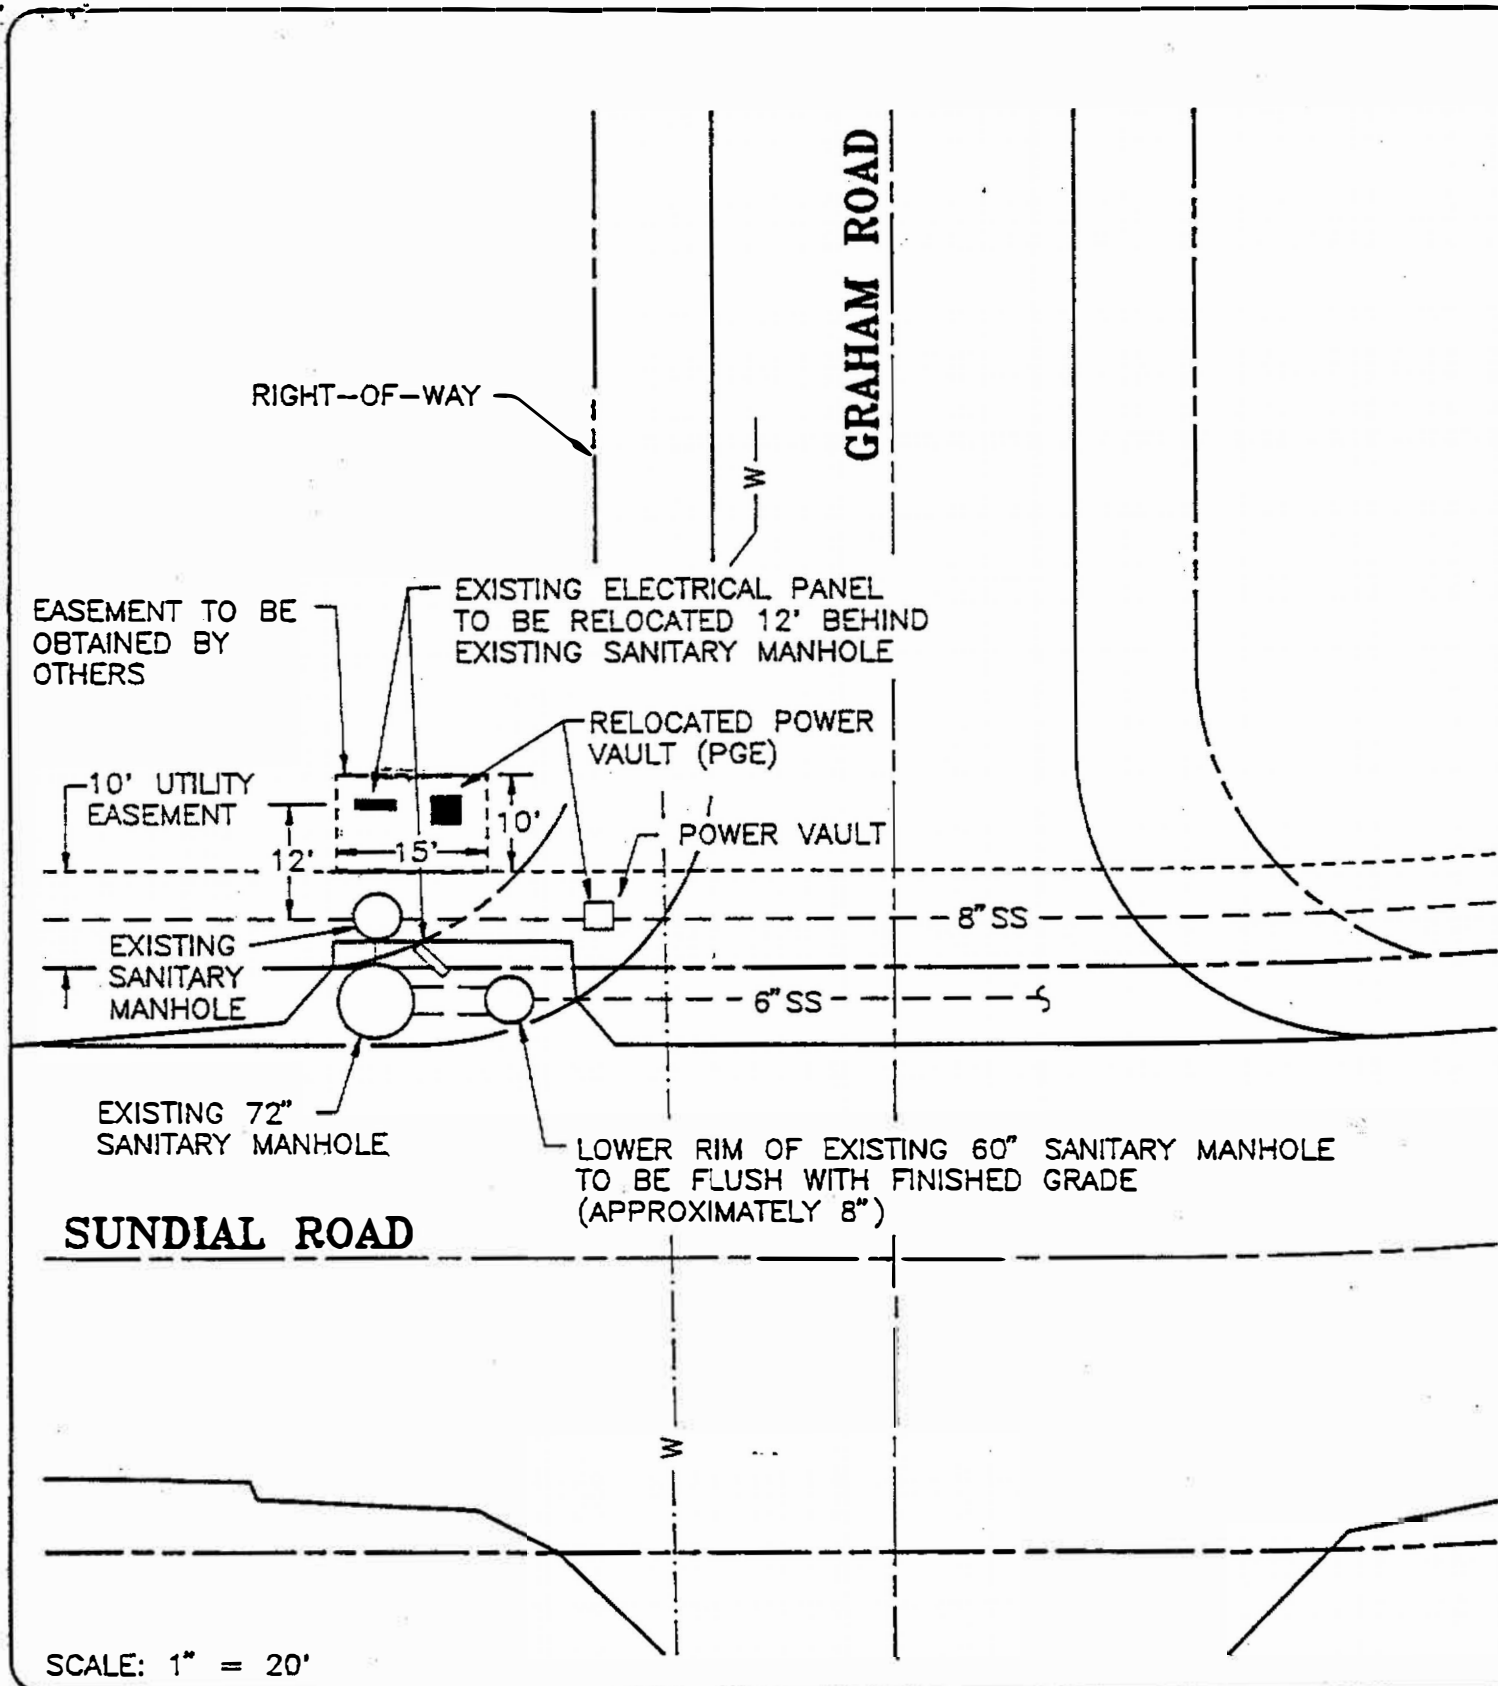 GRAHAM ROAD
RIGHT-OF-WAY
W
EXISTING ELECTRICAL PANEL
TO BE RELOCATED 12' BEHIND
EXISTING SANITARY MANHOLE
EASEMENT TO BE
OBTAINED BY
OTHERS
RELOCATED POWER
VAULT (PGE)
10' UTILITY
EASEMENT
10'
12'
15'
POWER VAULT
8" SS
EXISTING
SANITARY
MANHOLE
6" SS
EXISTING 72"
SANITARY MANHOLE
LOWER RIM OF EXISTING 60" SANITARY MANHOLE
TO BE FLUSH WITH FINISHED GRADE
(APPROXIMATELY 8")
SUNDIAL ROAD
W
SCALE: 1" = 20'